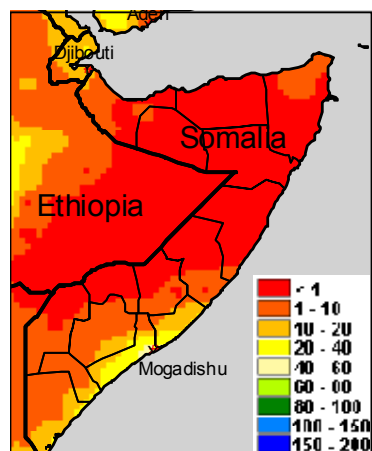 Aden
Djibouti
Somalia
Ethiopia
Mogadishu
< 1
1 - 10
10 - 20
20 - 40
40 - 60
60 - 80
80 - 100
100 - 150
150 - 200